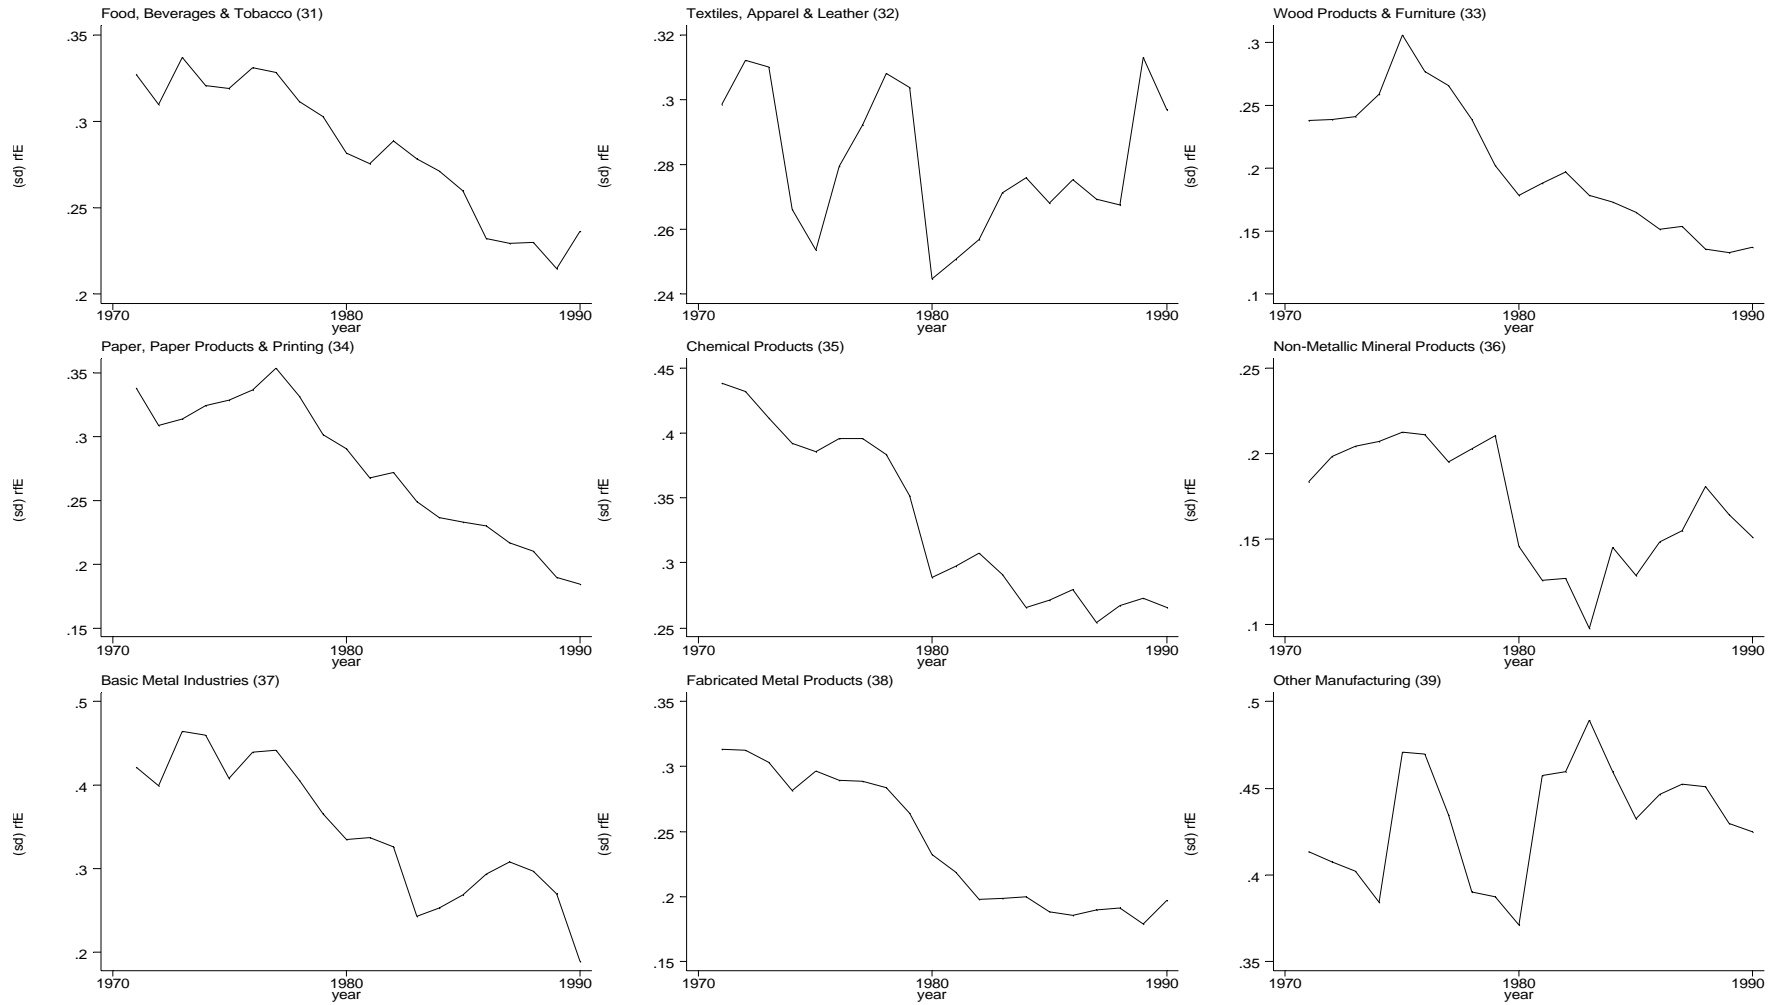 Food, Beverages & Tobacco (31)
(sd) rfE
.35
.3
.25
.2
1970 1980 1990
year
Textiles, Apparel & Leather (32)
(sd) rfE
.32
.3
.28
.26
.24
1970 1980 1990
year
Wood Products & Furniture (33)
(sd) rfE
.3
.25
.2
.15
.1
1970 1980 1990
year
Paper, Paper Products & Printing (34)
(sd) rfE
.35
.3
.25
.2
.15
1970 1980 1990
year
Chemical Products (35)
(sd) rfE
.45
.4
.35
.3
.25
1970 1980 1990
year
Non-Metallic Mineral Products (36)
(sd) rfE
.25
.2
.15
.1
1970 1980 1990
year
Basic Metal Industries (37)
(sd) rfE
.5
.4
.3
.2
1970 1980 1990
year
Fabricated Metal Products (38)
(sd) rfE
.35
.3
.25
.2
.15
1970 1980 1990
year
Other Manufacturing (39)
(sd) rfE
.5
.45
.4
.35
1970 1980 1990
year